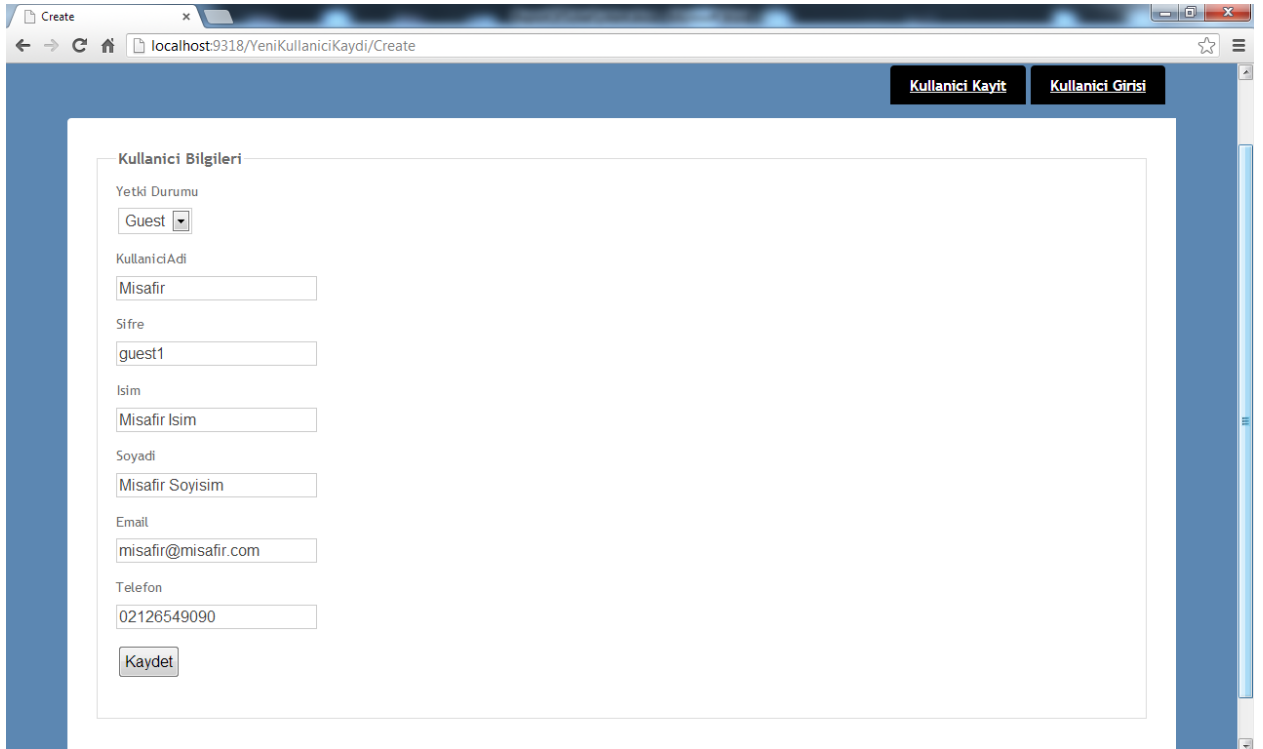 Create
localhost:9318/YeniKullaniciKaydi/Create
Kullanici Kayit Kullanici Girisi
Kullanici Bilgileri
Yetki Durumu
Guest
KullaniciAdi
Misafir
Sifre
guest1
Isim
Misafir Isim
Soyadi
Misafir Soyisim
Email
misafir@misafir.com
Telefon
02126549090
Kaydet